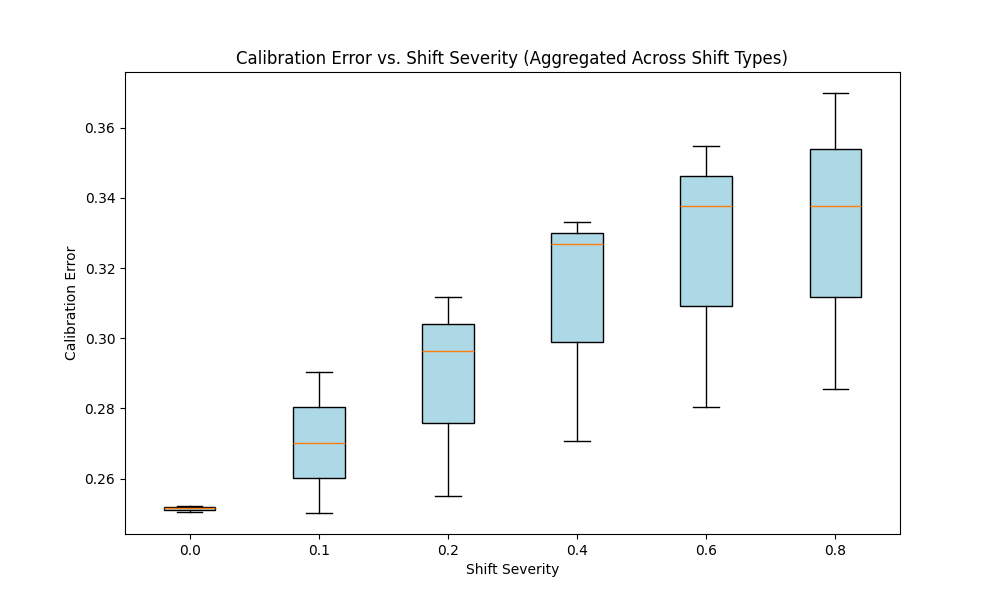 Calibration Error vs. Shift Severity (Aggregated Across Shift Types)
Calibration Error
0.36
0.34
0.32
0.30
0.28
0.26
0.0 0.1 0.2 0.4 0.6 0.8
Shift Severity